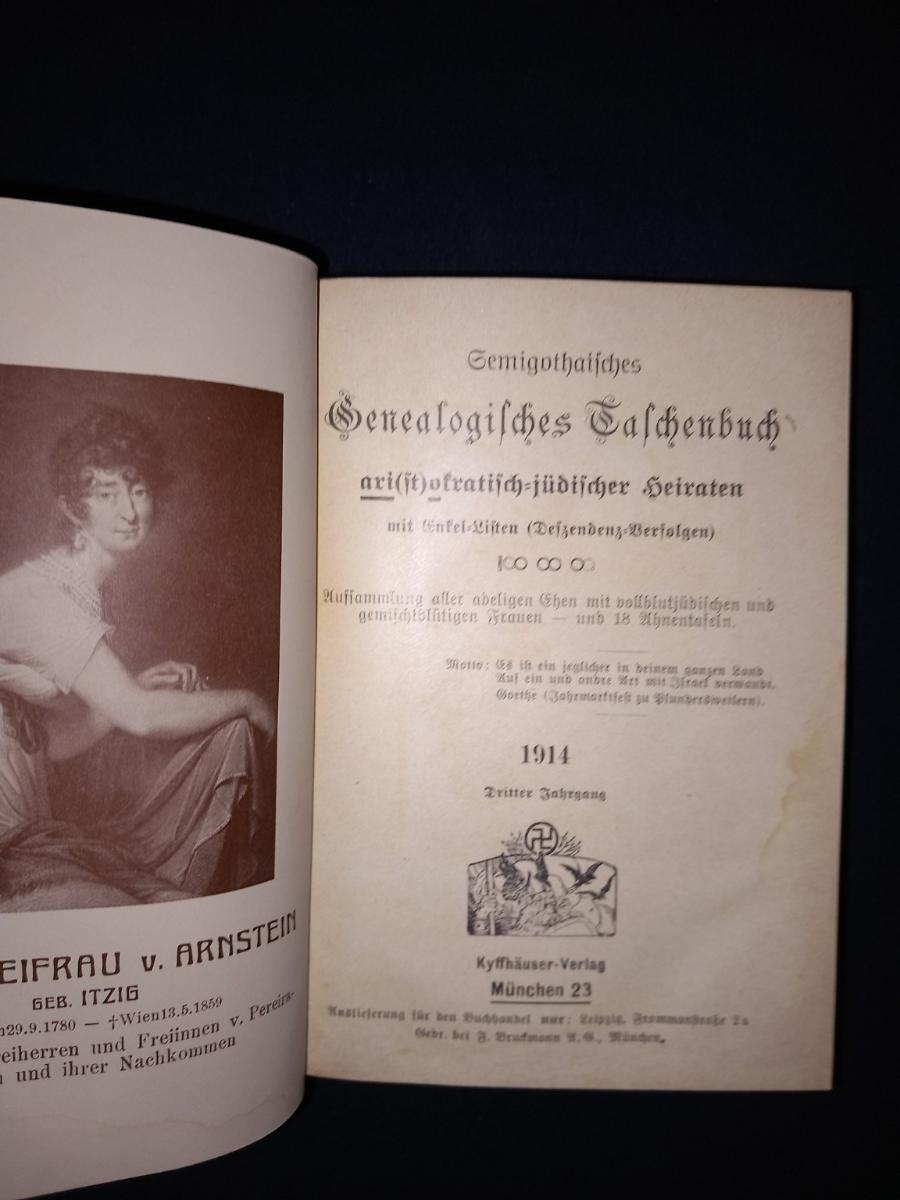 EIFRAU v. ARNSTEIN
GEB. ITZIG
29.9.1780 — †Wien13.5.1859
eiherren und Freiinnen v. Pereira-
und ihrer Nachkommen
Semigothaisches
Genealogisches Taschenbuch
ari(st)okratisch=jüdischer Heiraten
mit Enkel=Listen (Deszendenz=Verfolgen)
Aufsammlung aller adeligen Ehen mit vollblutjüdischen und
gemischtblütigen Frauen — und 18 Ahnentafeln.
Motto: Es ist ein jeglicher in deinem ganzen Land
Auf ein und andre Art mit Israel verwandt.
Goethe (Jahrmarktsfest zu Plundersweilern).
1914
Dritter Jahrgang
Kyffhäuser-Verlag
München 23
Auslieferung für den Buchhandel nur: Leipzig,
Gedr. bei F. Bruckmann A. G., München.